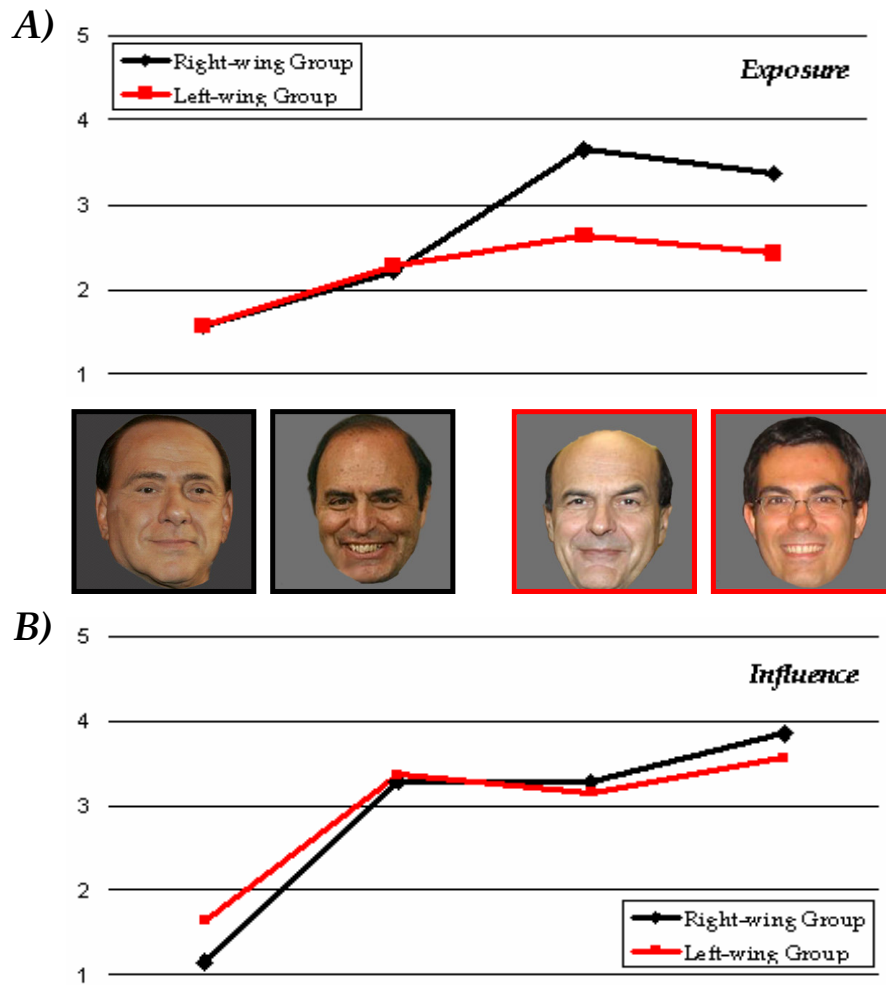 A)
5
Right-wing Group
Left-wing Group
Exposure
4
3
2
1
B)
5
Influence
4
3
2
Right-wing Group
Left-wing Group
1